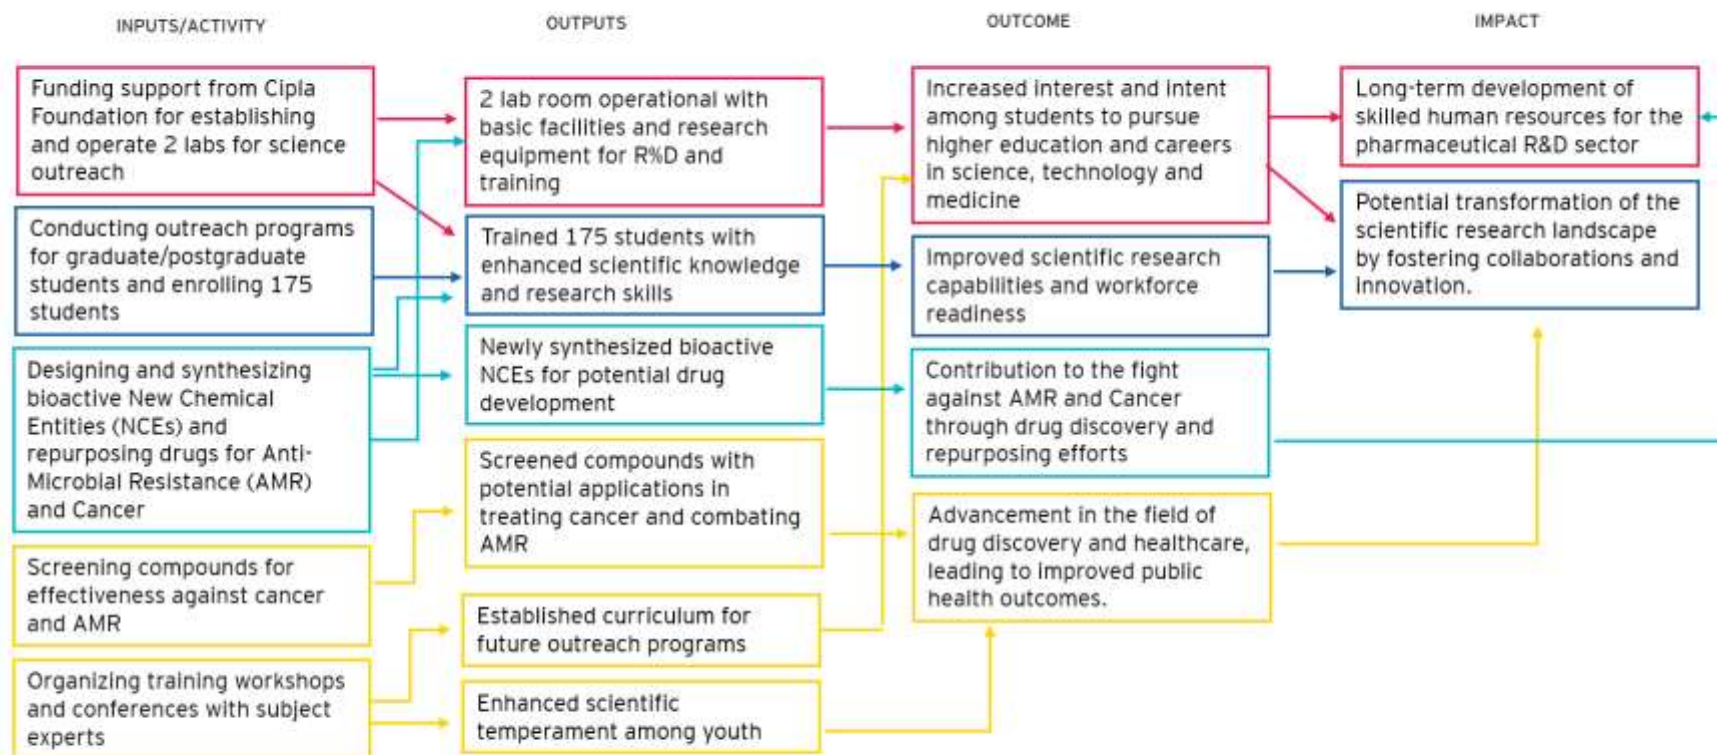 INPUTS/ACTIVITY
OUTPUTS
OUTCOME
IMPACT
Funding support from Cipla
Foundation for establishing
and operate 2 labs for science
outreach
Conducting outreach programs
for graduate/postgraduate
students and enrolling 175
students
Designing and synthesizing
bioactive New Chemical
Entities (NCEs) and
repurposing drugs for Anti-
Microbial Resistance (AMR)
and Cancer
Screening compounds for
effectiveness against cancer
and AMR
Organizing training workshops
and conferences with subject
experts
2 lab room operational with
basic facilities and research
equipment for R%D and
training
Trained 175 students with
enhanced scientific knowledge
and research skills
Newly synthesized bioactive
NCEs for potential drug
development
Screened compounds with
potential applications in
treating cancer and combating
AMR
Established curriculum for
future outreach programs
Enhanced scientific
temperament among youth
Increased interest and intent
among students to pursue
higher education and careers
in science, technology and
medicine
Improved scientific research
capabilities and workforce
readiness
Contribution to the fight
against AMR and Cancer
through drug discovery and
repurposing efforts
Advancement in the field of
drug discovery and healthcare,
leading to improved public
health outcomes.
Long-term development of
skilled human resources for the
pharmaceutical R&D sector
Potential transformation of the
scientific research landscape
by fostering collaborations and
innovation.